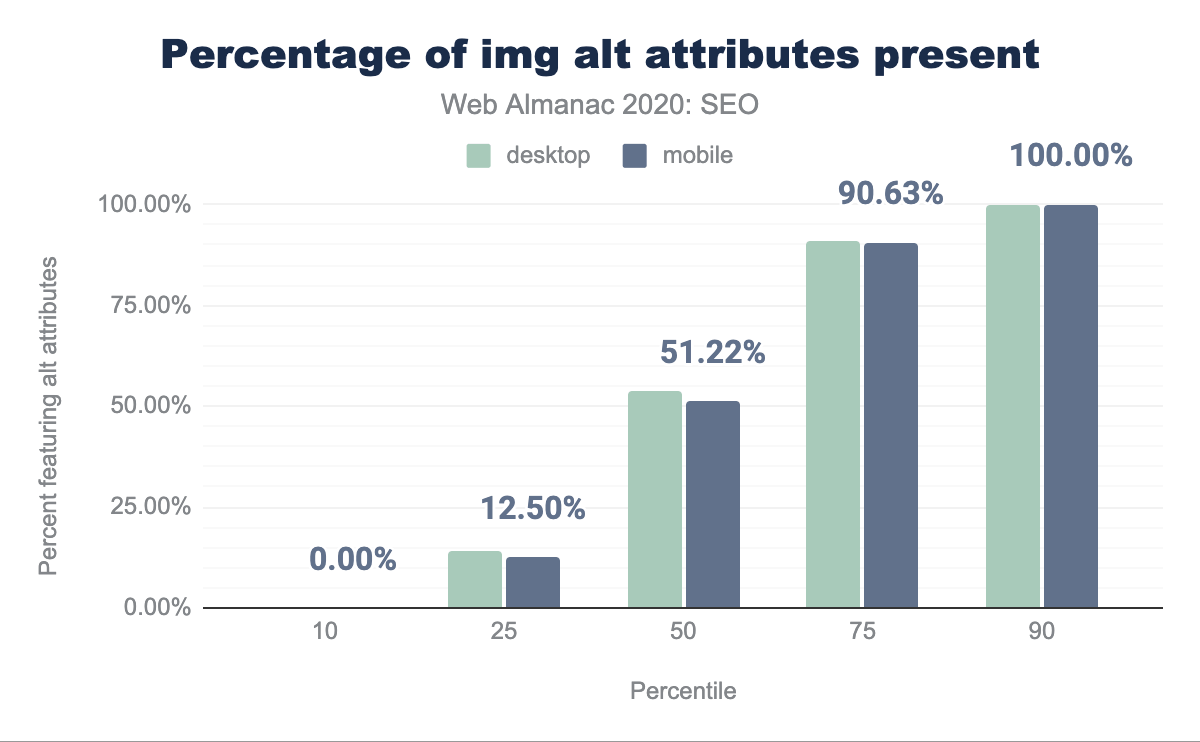 Percentage of img alt attributes present
Web Almanac 2020: SEO
desktop mobile
100.00%
90.63%
51.22%
12.50%
0.00%
100.00%
75.00%
50.00%
25.00%
0.00%
Percent featuring alt attributes
10 25 50 75 90
Percentile